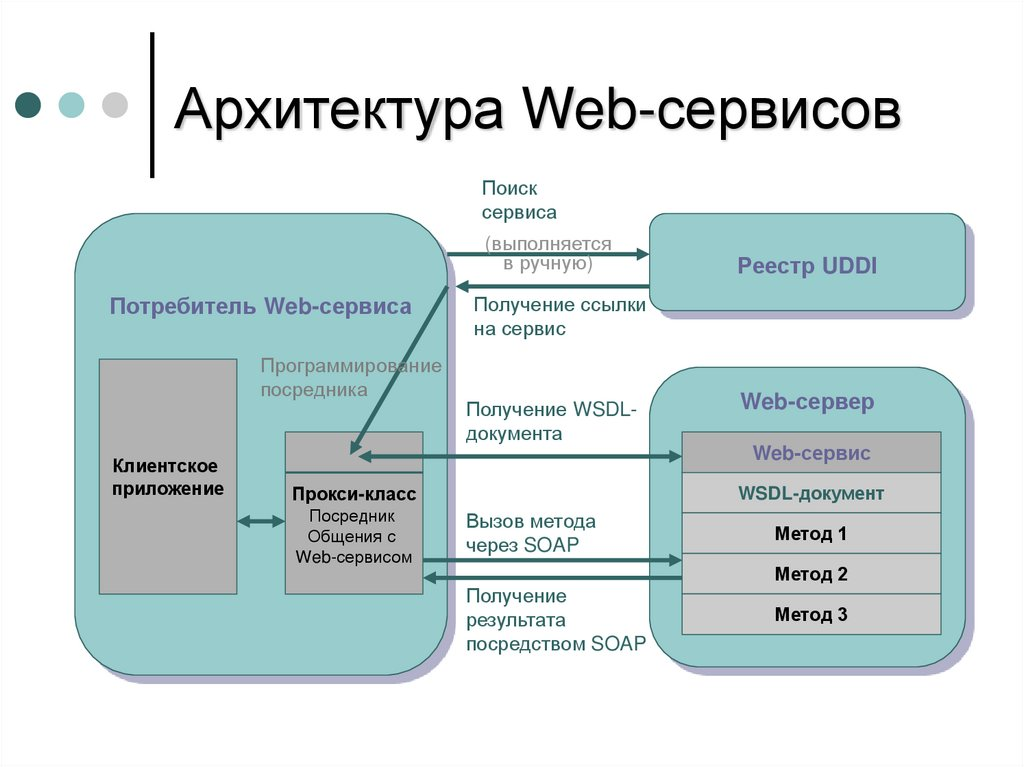 Архитектура Web-сервисов
Поиск
сервиса
(выполняется
в ручную)
Реестр UDDI
Потребитель Web-сервиса
Получение ссылки
на сервис
Программирование
посредника
Получение WSDL-
документа
Web-сервер
Web-сервис
Клиентское
приложение
Прокси-класс
Посредник
Общения с
Web-сервисом
WSDL-документ
Вызов метода
через SOAP
Метод 1
Метод 2
Метод 3
Получение
результата
посредством SOAP